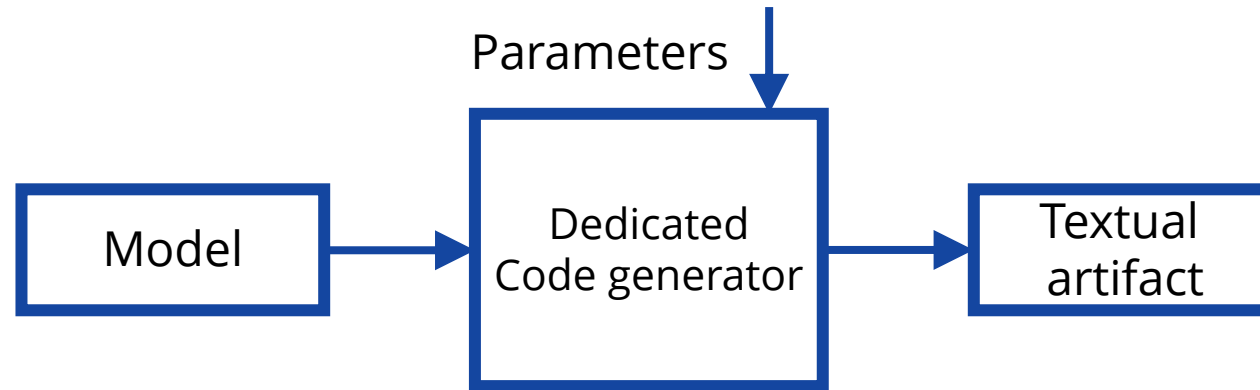 Parameters
Model
Dedicated
Code generator
Textual
artifact